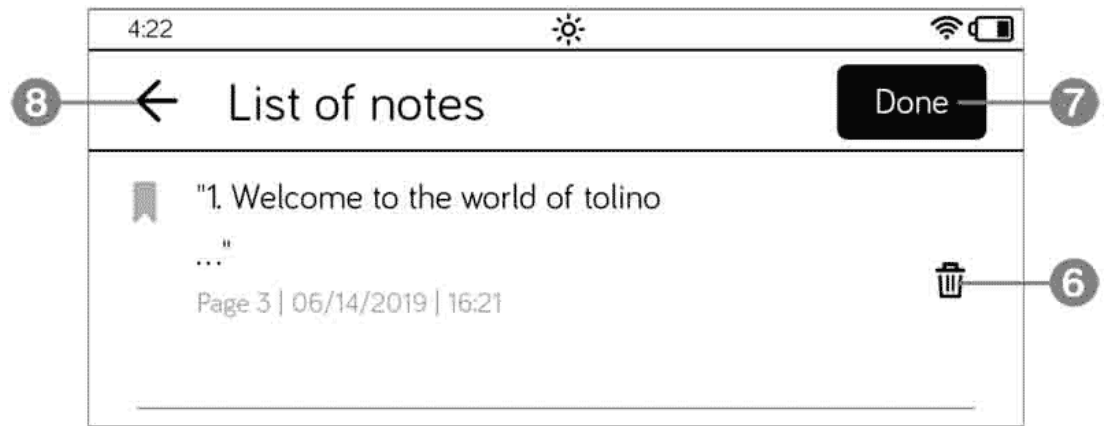 4:22
8
List of notes
Done
7
"1. Welcome to the world of tolino
..."
6
Page 3 | 06/14/2019 | 16:21